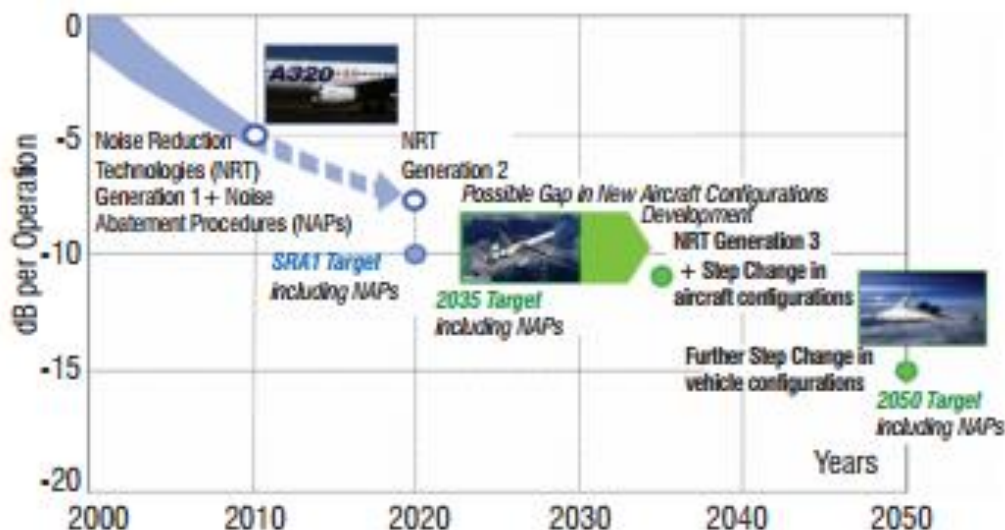 0
-5
-10
-15
-20
dB per Operation
A320
Noise Reduction
Technologies (NRT)
Generation 1 + Noise
Abatement Procedures (NAPs)
NRT
Generation 2
SRA1 Target
including NAPs
Possible Gap in New Aircraft Configurations
Development
2035 Target
including NAPs
NRT Generation 3
+ Step Change in
aircraft configurations
Further Step Change in
vehicle configurations
2050 Target
including NAPs
Years
2000 2010 2020 2030 2040 2050